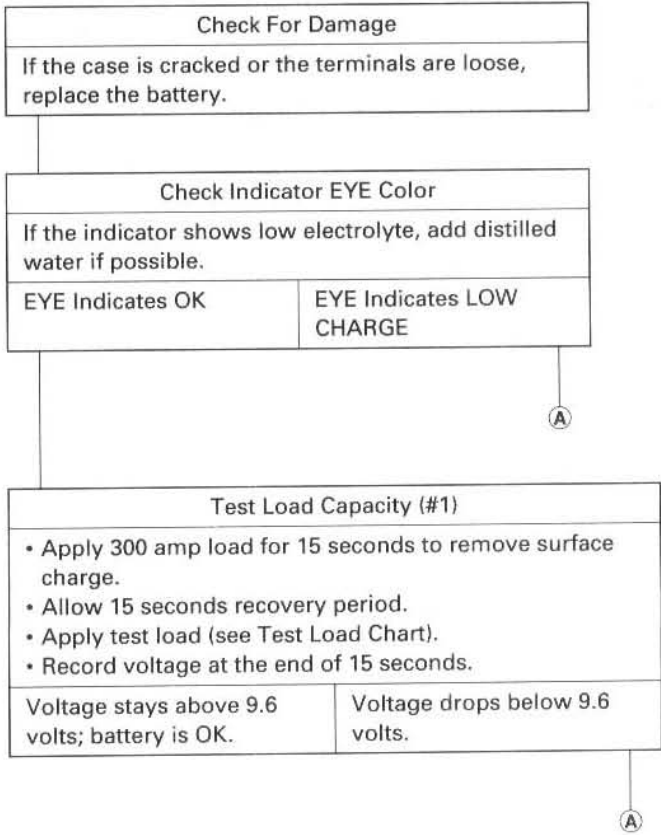 Check For Damage
If the case is cracked or the terminals are loose,
replace the battery.
Check Indicator EYE Color
If the indicator shows low electrolyte, add distilled
water if possible.
EYE Indicates OK
EYE Indicates LOW
CHARGE
A
Test Load Capacity (#1)
• Apply 300 amp load for 15 seconds to remove surface
charge.
• Allow 15 seconds recovery period.
• Apply test load (see Test Load Chart).
• Record voltage at the end of 15 seconds.
Voltage stays above 9.6
volts; battery is OK.
Voltage drops below 9.6
volts.
A